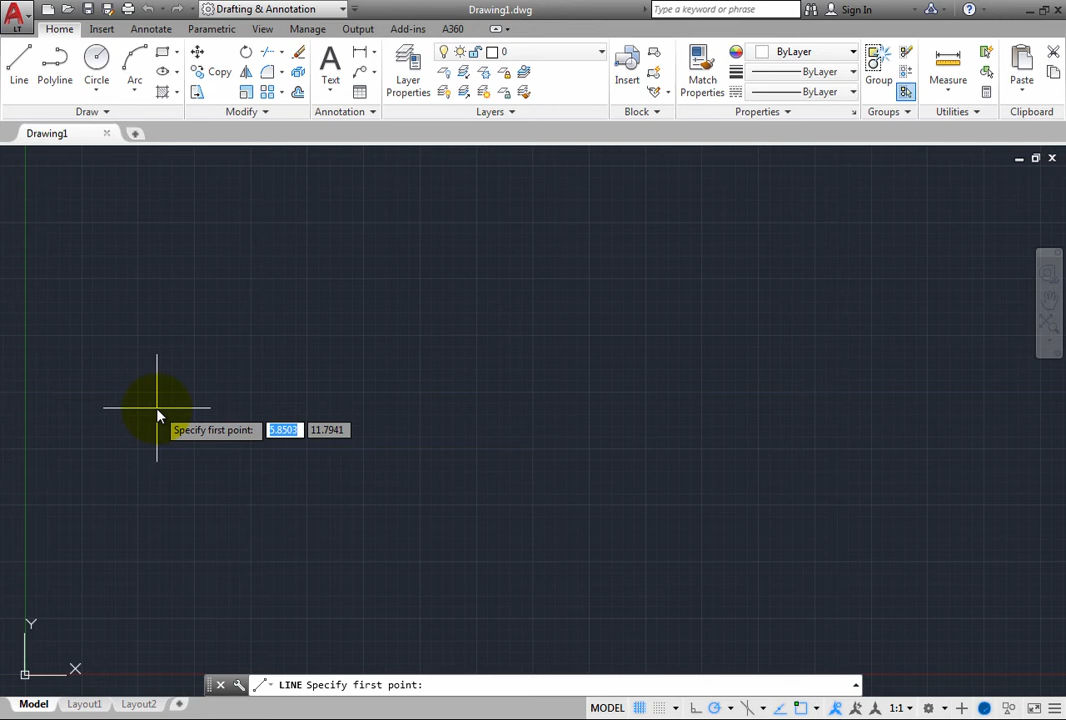 Drafting & Annotation
Drawing1.dwg
Type a keyword or phrase
Sign In
A
LT
Home
Insert
Annotate
Parametric
View
Manage
Output
Add-ins
A360
Line
Polyline
Circle
Arc
Copy
Text
Layer
Properties
0
Insert
Match
Properties
ByLayer
ByLayer
ByLayer
Group
Measure
Paste
Draw
Modify
Annotation
Layers
Block
Properties
Groups
Utilities
Clipboard
Drawing1
Specify first point: 5.8503 11.7941
Y
X
LINE Specify first point:
Model
Layout1
Layout2
MODEL
1:1